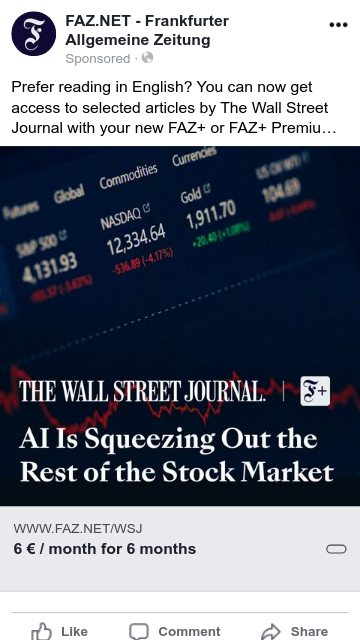 FAZ.NET - Frankfurter
Allgemeine Zeitung
Sponsored ·
Prefer reading in English? You can now get
access to selected articles by The Wall Street
Journal with your new FAZ+ or FAZ+ Premiu…
Futures Global Commodities Currencies
S&P 500 NASDAQ Gold
4,131.93 12,334.64 1,911.70 104.69
-536.89 (-4.17%) +20.40 (+1.08%)
THE WALL STREET JOURNAL. | F+
AI Is Squeezing Out the
Rest of the Stock Market
WWW.FAZ.NET/WSJ
6 € / month for 6 months
Like Comment Share